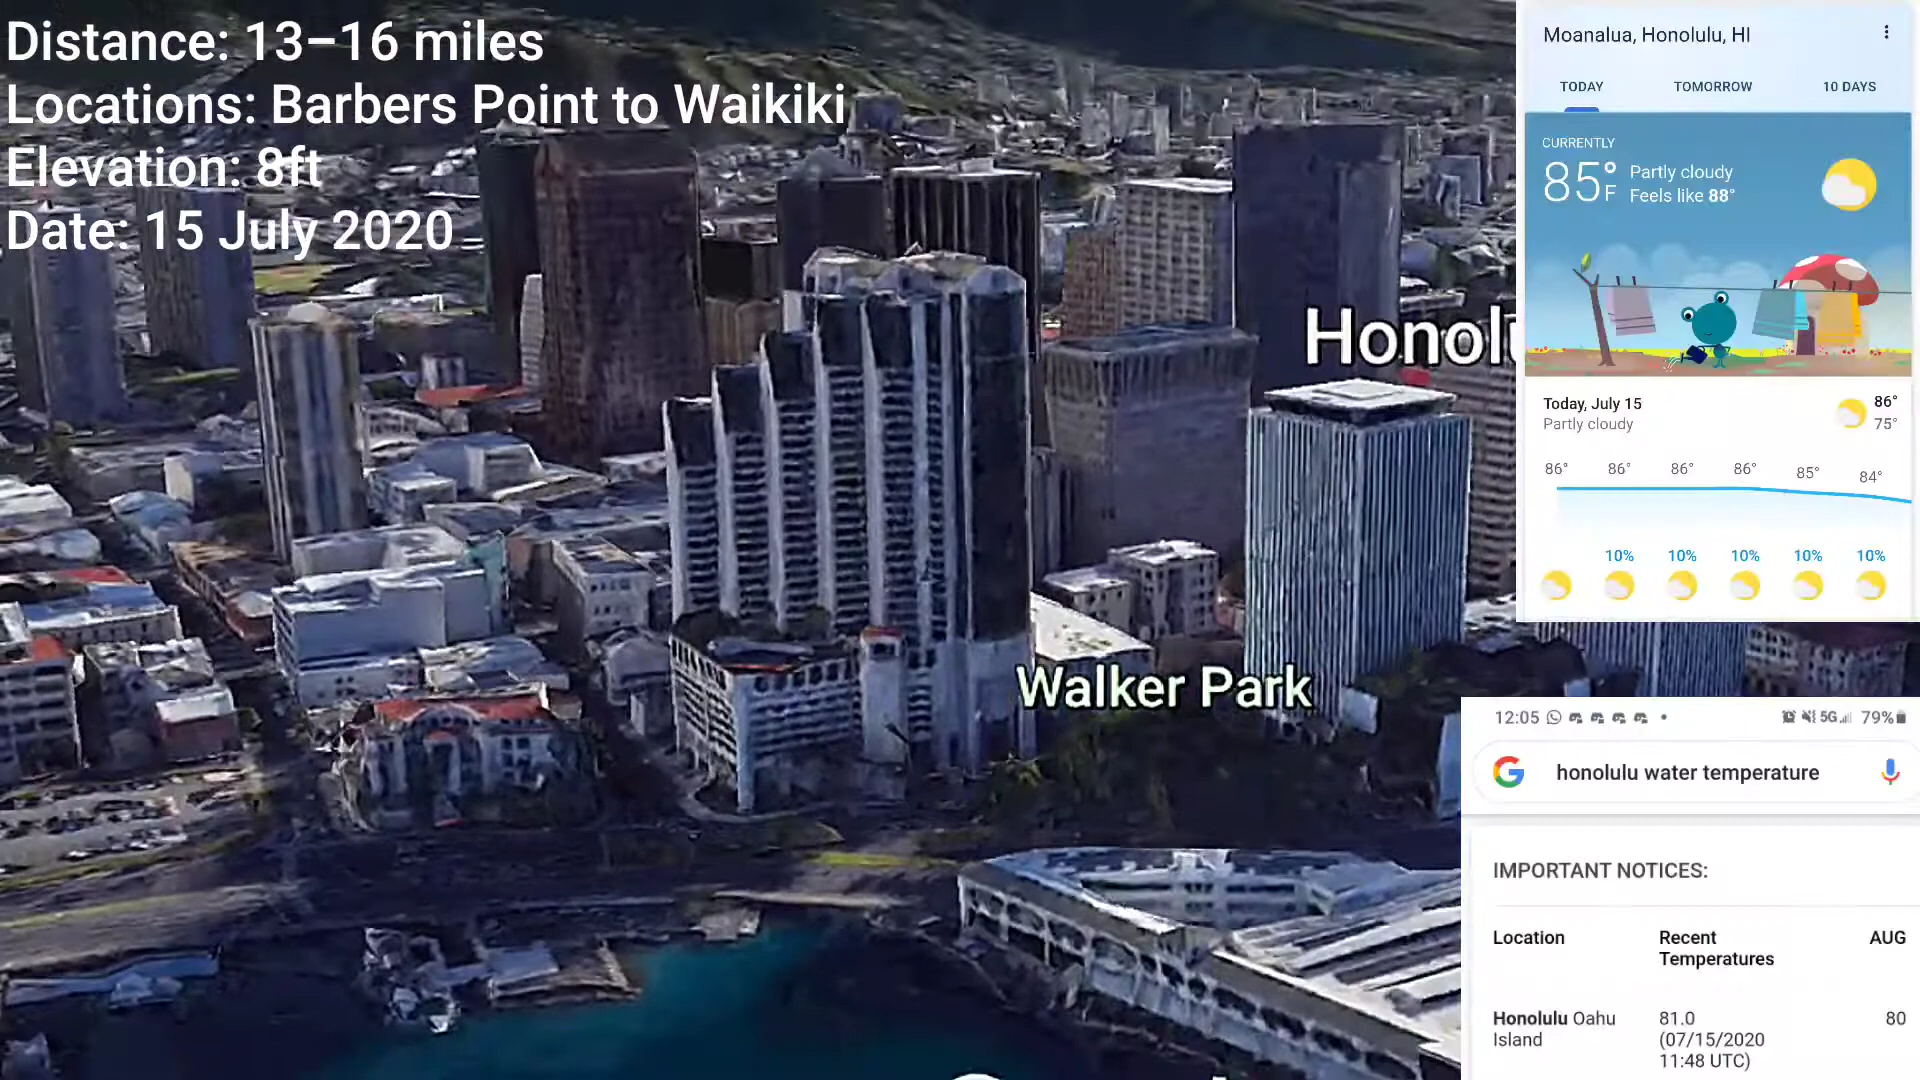 Distance: 13–16 miles
Locations: Barbers Point to Waikiki
Elevation: 8ft
Date: 15 July 2020
Walker Park
Moanalua, Honolulu, HI
TODAY TOMORROW 10 DAYS
CURRENTLY
85°F
Partly cloudy
Feels like 88°
Today, July 15
Partly cloudy
86°
75°
86° 86° 86° 86° 85° 84°
10% 10% 10% 10% 10%
12:05 5G 79%
honolulu water temperature
IMPORTANT NOTICES:
Location Recent Temperatures AUG
Honolulu Oahu Island
81.0
(07/15/2020
11:48 UTC)
80